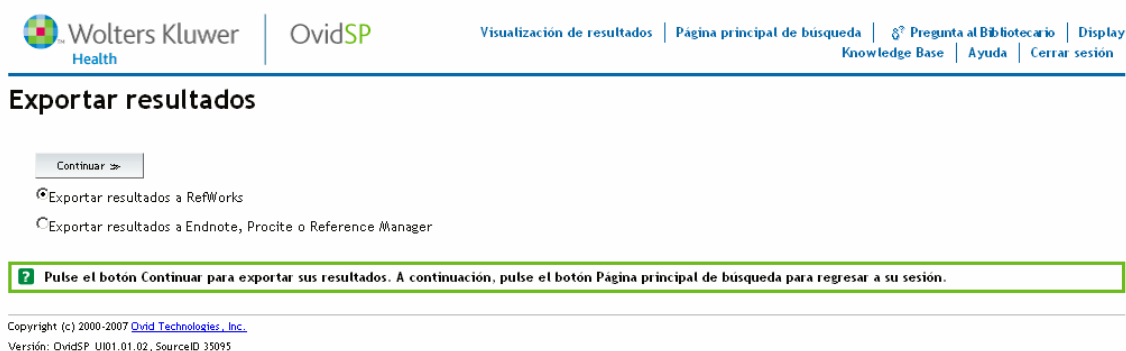 Wolters Kluwer
Health
OvidSP
Visualización de resultados | Página principal de búsqueda | Pregunta al Bibliotecario | Display
Knowledge Base | Ayuda | Cerrar sesión
Exportar resultados
Continuar >>
Exportar resultados a RefWorks
Exportar resultados a Endnote, Procite o Reference Manager
? Pulse el botón Continuar para exportar sus resultados. A continuación, pulse el botón Página principal de búsqueda para regresar a su sesión.
Copyright (c) 2000-2007 Ovid Technologies, Inc.
Versión: OvidSP_UI01.01.02, SourceID 35095